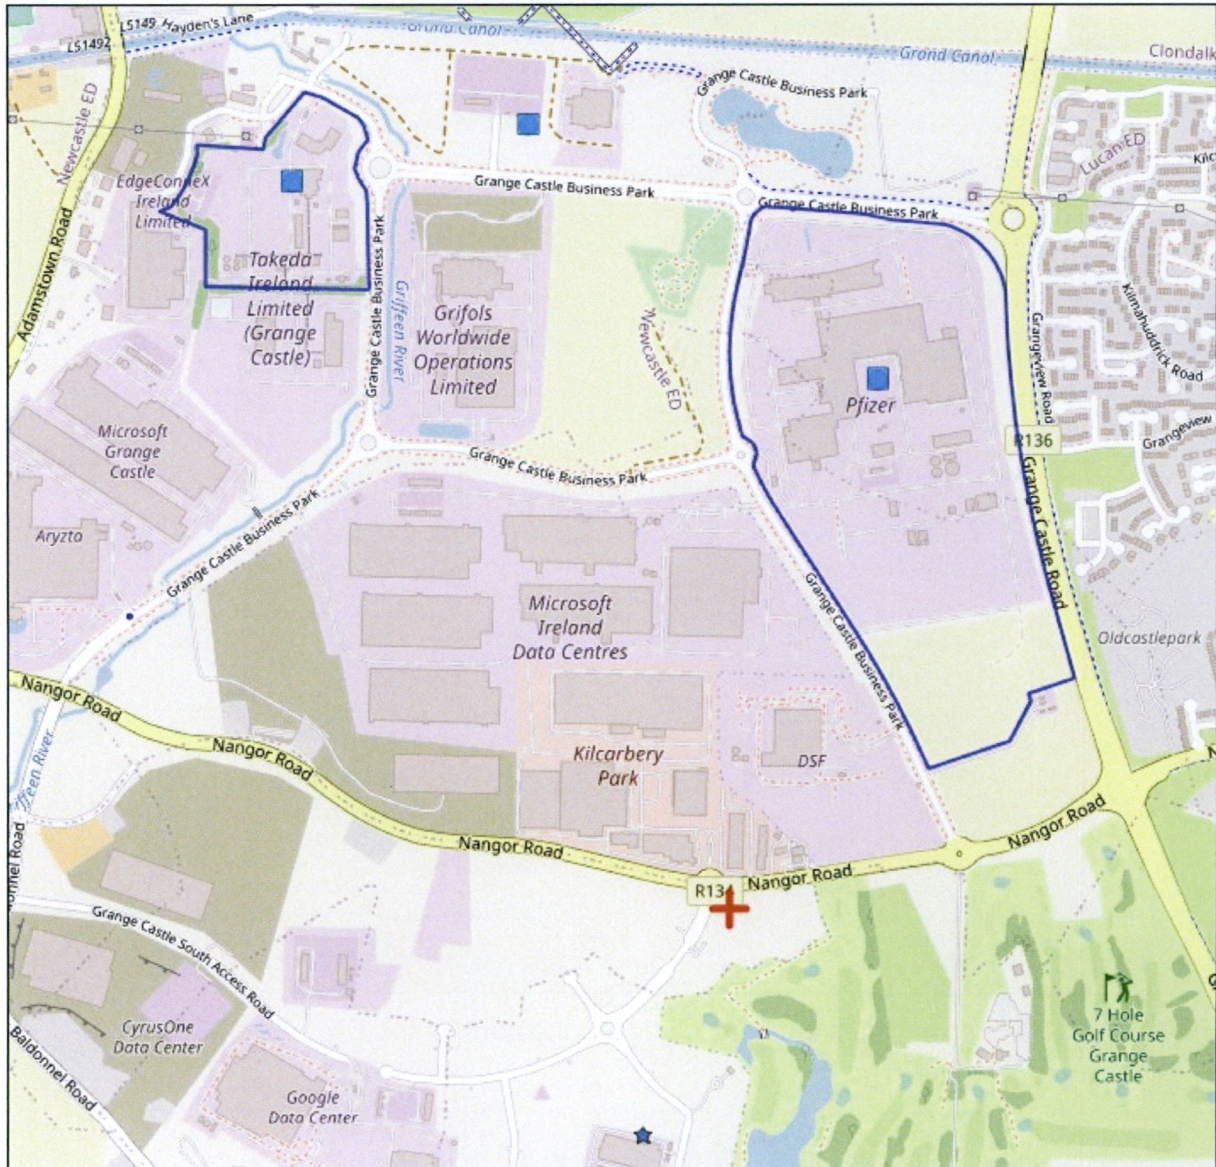 L5149 Hayden's Lane
L51492
Grand Canal
Grand Canal
Clondalk
Grange Castle Business Park
Newcastle ED
Lucan ED
EdgeConneX
Ireland
Limited
Grange Castle Business Park
Grange Castle Business Park
Adamstown Road
Takeda
Ireland
Limited
(Grange
Castle)
Grange Castle Business Park
Griffeen River
Grifols
Worldwide
Operations
Limited
Newcastle ED
Pfizer
Grangeview Road
Kilmahuddrick Road
Grangeview
R136
Microsoft
Grange
Castle
Grange Castle Business Park
Grange Castle Road
Aryzta
Grange Castle Business Park
Microsoft
Ireland
Data Centres
Grange Castle Business Park
Oldcastlepark
Nangor Road
Nangor Road
Kilcarbery
Park
DSF
ffeen River
Nangor Road
Nangor Road
Nangor Road
R134
onnel Road
Grange Castle South Access Road
CyrusOne
Data Center
Baldonnel Road
Google
Data Center
7 Hole
Golf Course
Grange
Castle